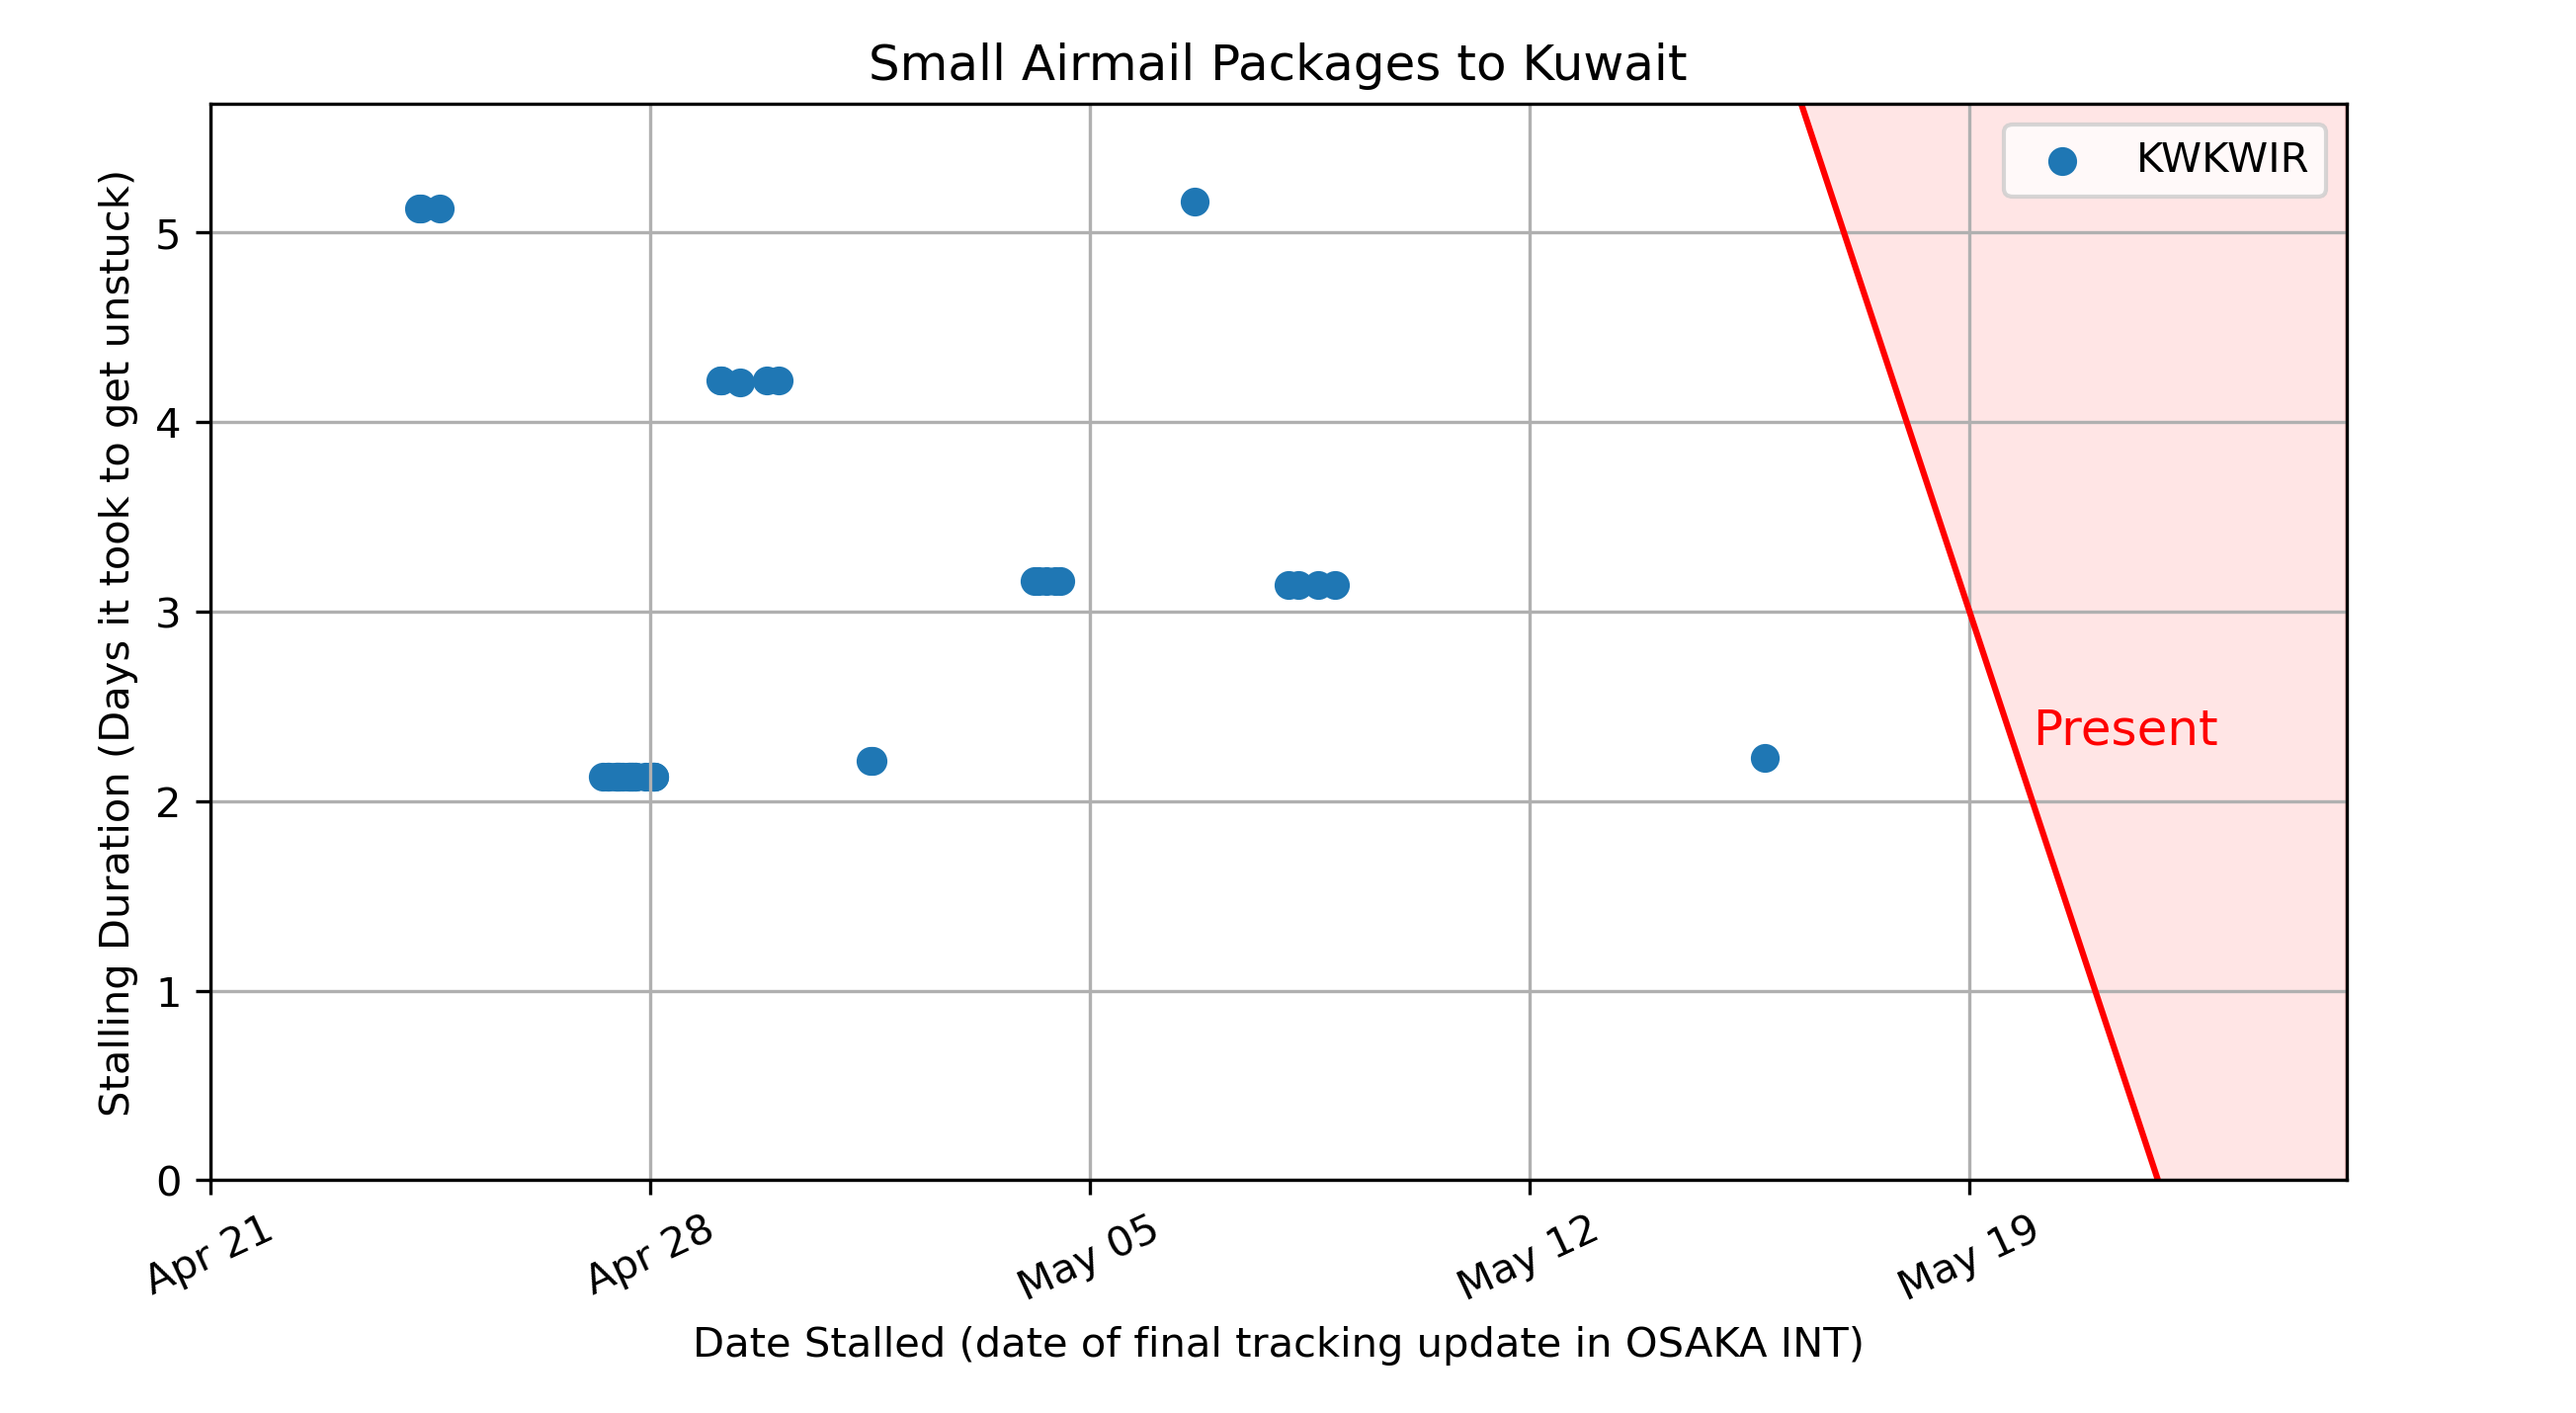 Small Airmail Packages to Kuwait
KWKWIR
Stalling Duration (Days it took to get unstuck)
5
4
3
2
1
0
Present
Apr 21
Apr 28
May 05
May 12
May 19
Date Stalled (date of final tracking update in OSAKA INT)